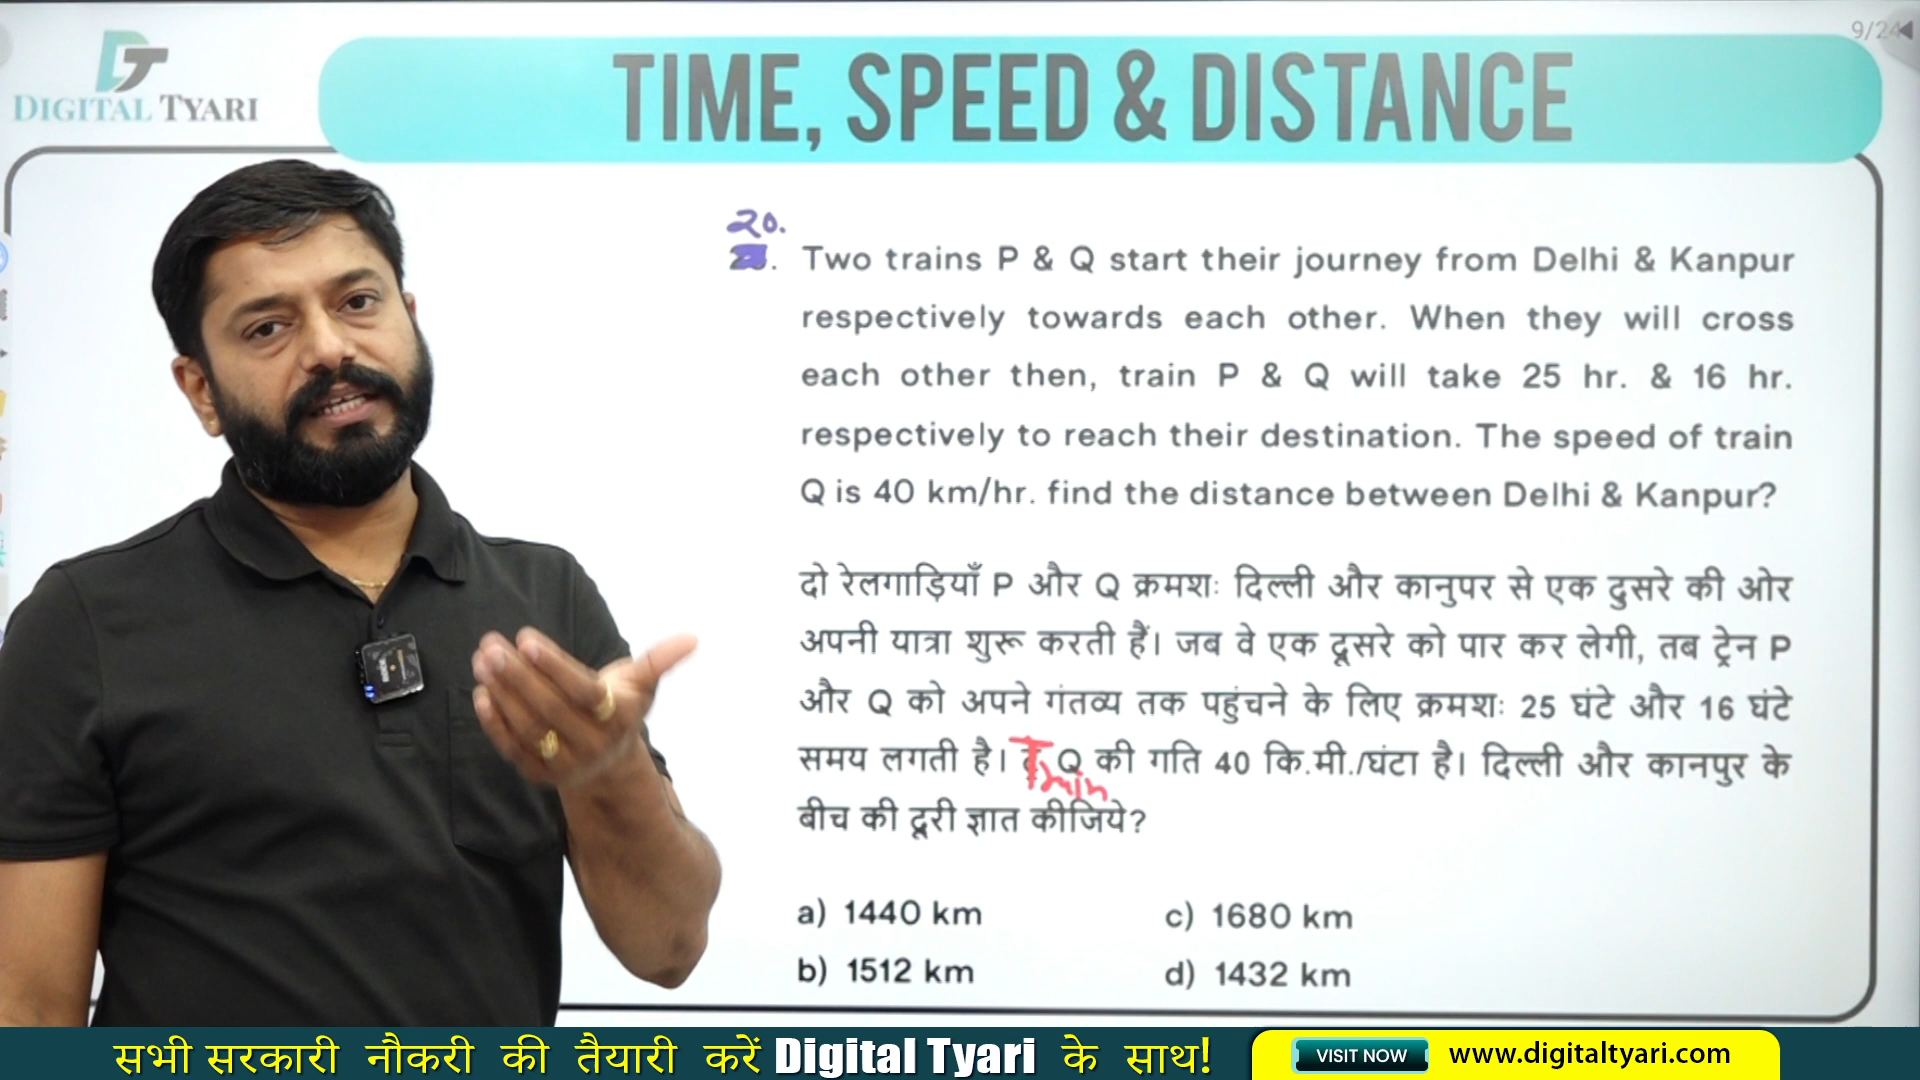 9/24
DT
DIGITAL TYARI
TIME, SPEED & DISTANCE
20.
Two trains P & Q start their journey from Delhi & Kanpur
respectively towards each other. When they will cross
each other then, train P & Q will take 25 hr. & 16 hr.
respectively to reach their destination. The speed of train
Q is 40 km/hr. find the distance between Delhi & Kanpur?
दो रेलगाड़ियाँ P और Q क्रमशः दिल्ली और कानुपर से एक दुसरे की ओर
अपनी यात्रा शुरू करती हैं। जब वे एक दूसरे को पार कर लेगी, तब ट्रेन P
और Q को अपने गंतव्य तक पहुंचने के लिए क्रमशः 25 घंटे और 16 घंटे
समय लगती है। Train Q की गति 40 कि.मी./घंटा है। दिल्ली और कानपुर के
बीच की दूरी ज्ञात कीजिये?
a) 1440 km c) 1680 km
b) 1512 km d) 1432 km
सभी सरकारी नौकरी की तैयारी करें Digital Tyari के साथ!
VISIT NOW www.digitaltyari.com